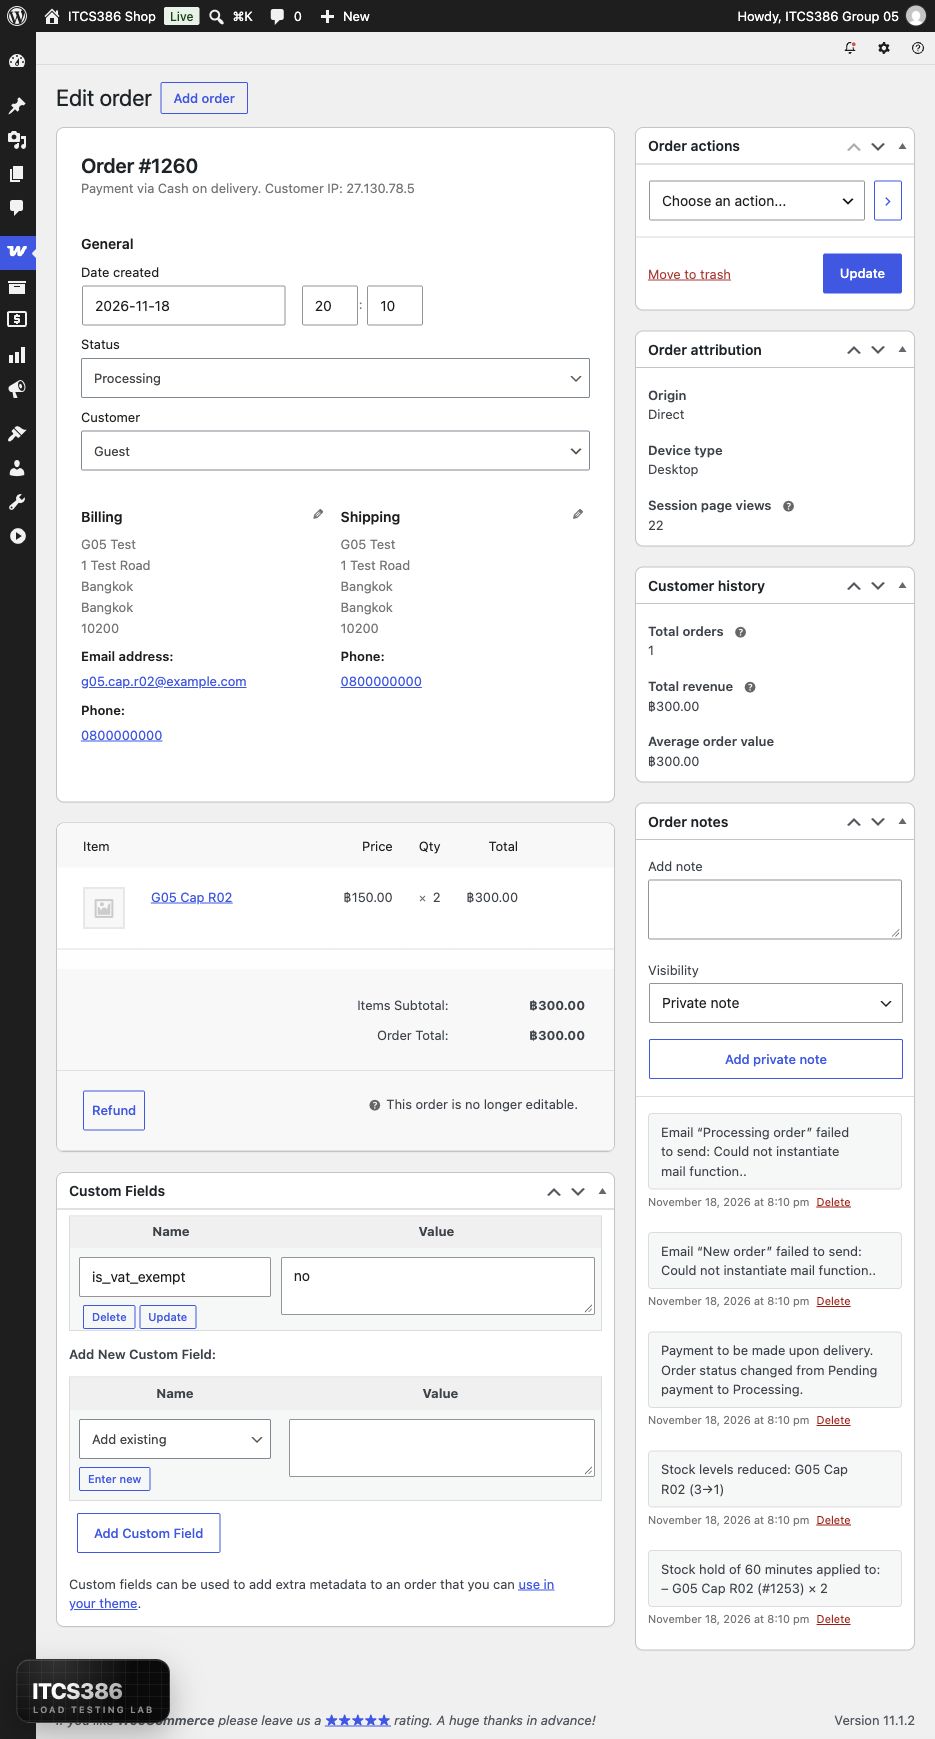 ITCS386 Shop Live ⌘K 0 New Howdy, ITCS386 Group 05
Edit order
Add order
Order #1260
Payment via Cash on delivery. Customer IP: 27.130.78.5
General
Date created
2026-11-18 20 : 10
Status
Processing
Customer
Guest
Billing
G05 Test
1 Test Road
Bangkok
Bangkok
10200
Email address:
g05.cap.r02@example.com
Phone:
0800000000
Shipping
G05 Test
1 Test Road
Bangkok
Bangkok
10200
Phone:
0800000000
Item Price Qty Total
G05 Cap R02 ฿150.00 × 2 ฿300.00
Items Subtotal: ฿300.00
Order Total: ฿300.00
Refund
This order is no longer editable.
Custom Fields
Name Value
is_vat_exempt no
Delete Update
Add New Custom Field:
Name Value
Add existing
Enter new
Add Custom Field
Custom fields can be used to add extra metadata to an order that you can use in
your theme.
Order actions
Choose an action...
Move to trash
Update
Order attribution
Origin
Direct
Device type
Desktop
Session page views
22
Customer history
Total orders
1
Total revenue
฿300.00
Average order value
฿300.00
Order notes
Add note
Visibility
Private note
Add private note
Email “Processing order” failed
to send: Could not instantiate
mail function..
November 18, 2026 at 8:10 pm Delete
Email “New order” failed to send:
Could not instantiate mail function..
November 18, 2026 at 8:10 pm Delete
Payment to be made upon delivery.
Order status changed from Pending
payment to Processing.
November 18, 2026 at 8:10 pm Delete
Stock levels reduced: G05 Cap
R02 (3→1)
November 18, 2026 at 8:10 pm Delete
Stock hold of 60 minutes applied to:
– G05 Cap R02 (#1253) × 2
November 18, 2026 at 8:10 pm Delete
ITCS386
LOAD TESTING LAB
please leave us a ★★★★★ rating. A huge thanks in advance!
Version 11.1.2